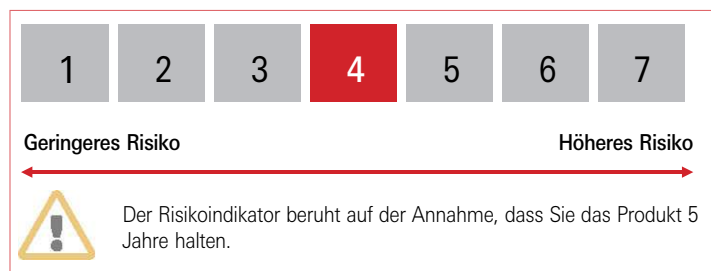 1 2 3 4 5 6 7
Geringeres Risiko Höheres Risiko
Der Risikoindikator beruht auf der Annahme, dass Sie das Produkt 5
Jahre halten.